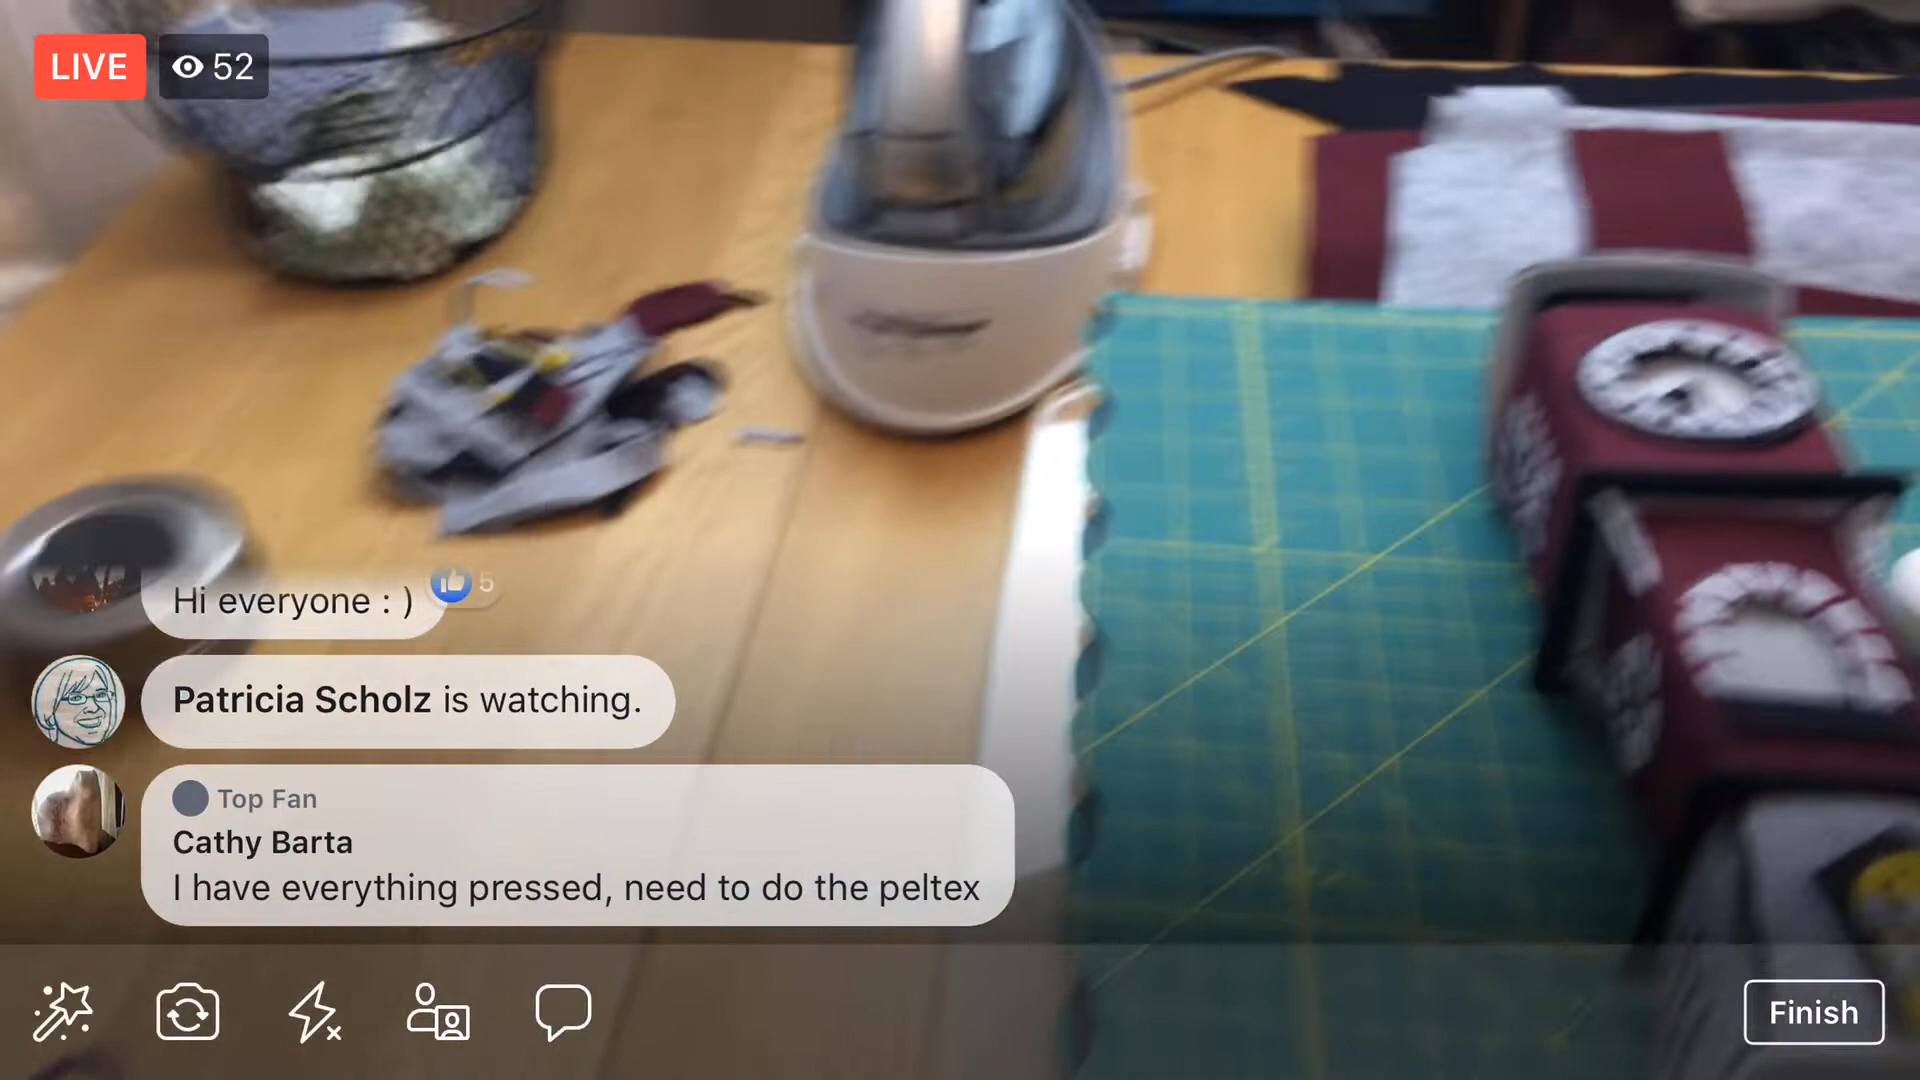 LIVE
52
Hi everyone : )
5
Patricia Scholz is watching.
Top Fan
Cathy Barta
I have everything pressed, need to do the peltex
Finish